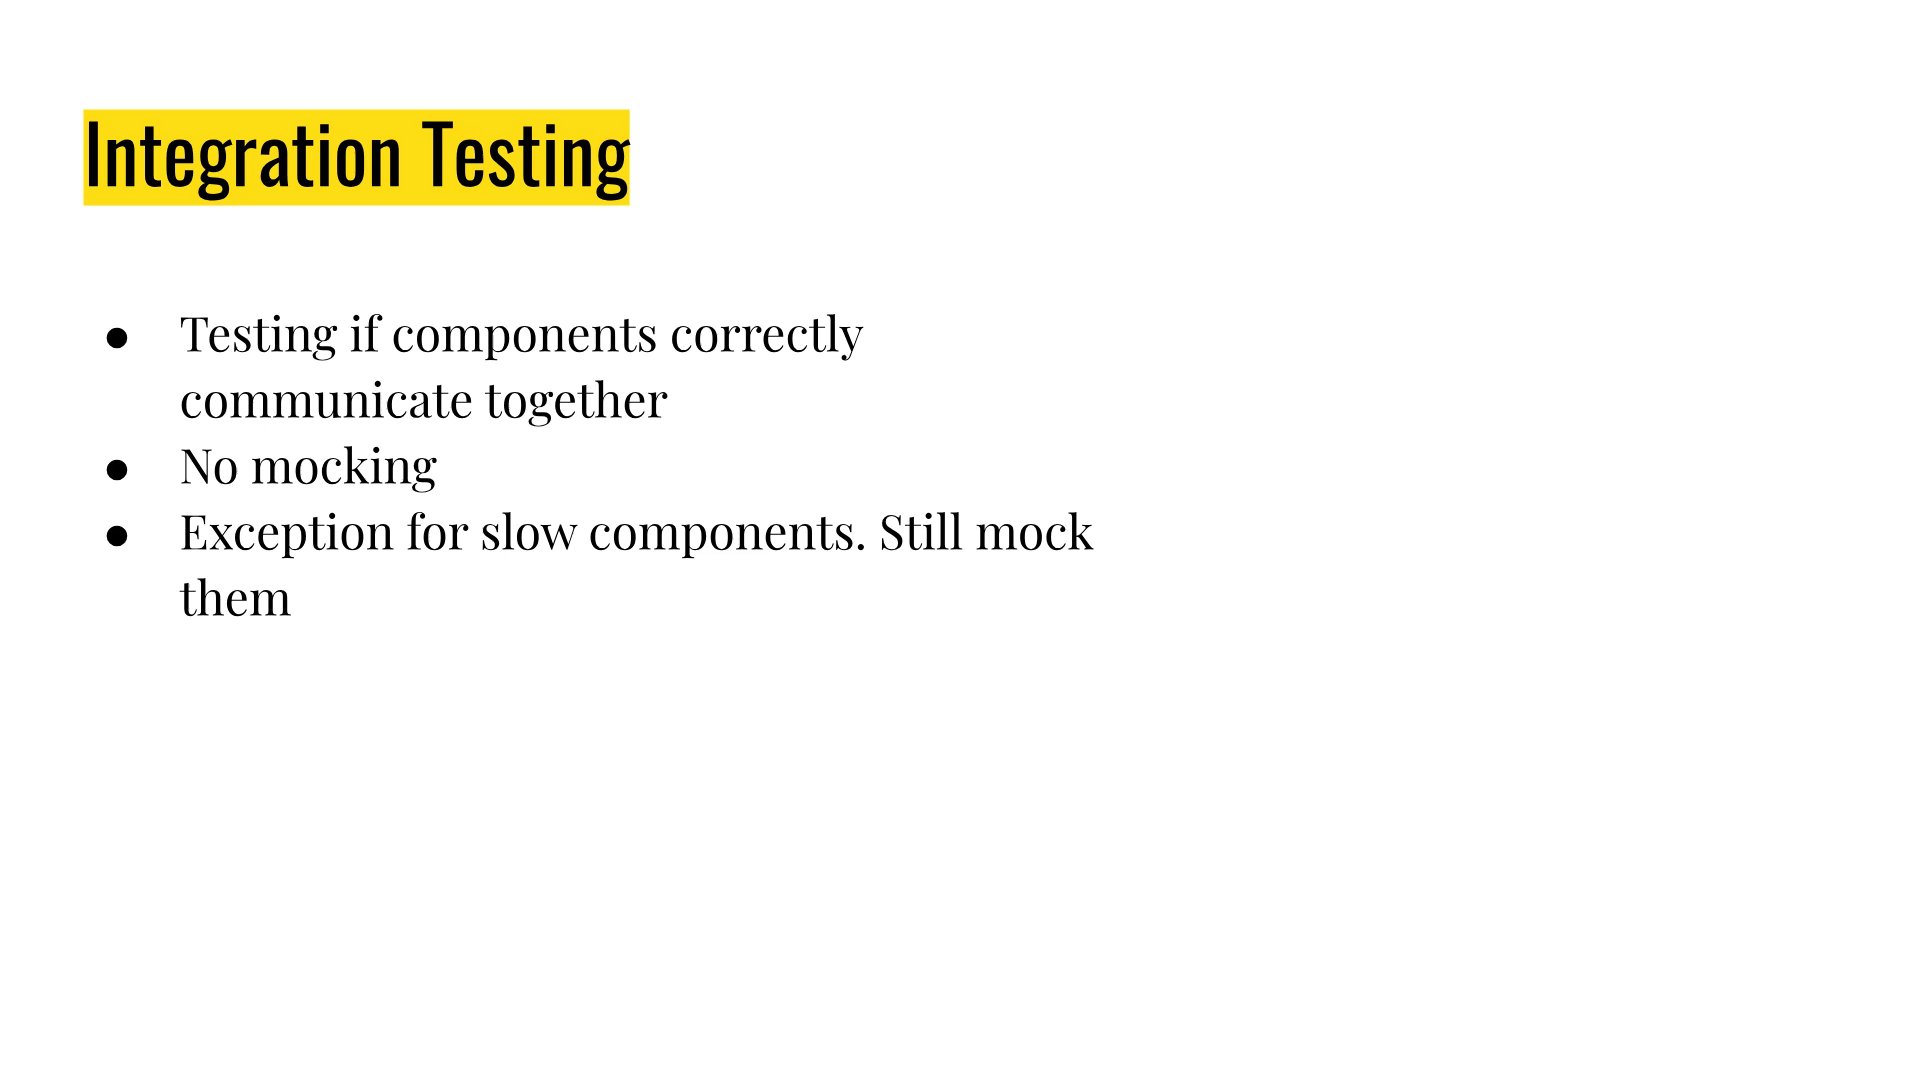 Integration Testing
● Testing if components correctly
communicate together
● No mocking
● Exception for slow components. Still mock
them